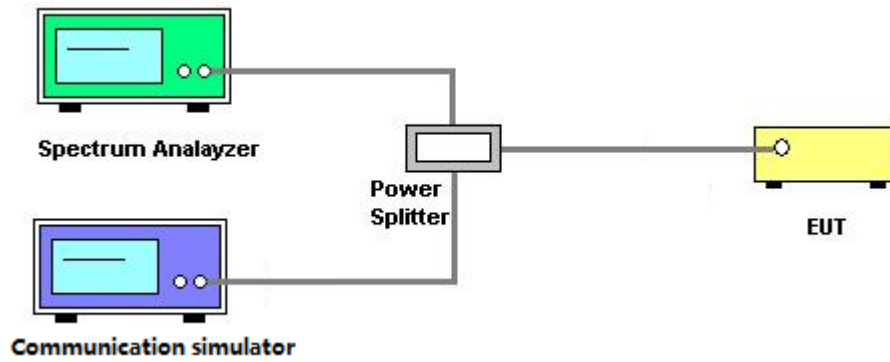 Spectrum Analayzer
Power
Splitter
EUT
Communication simulator